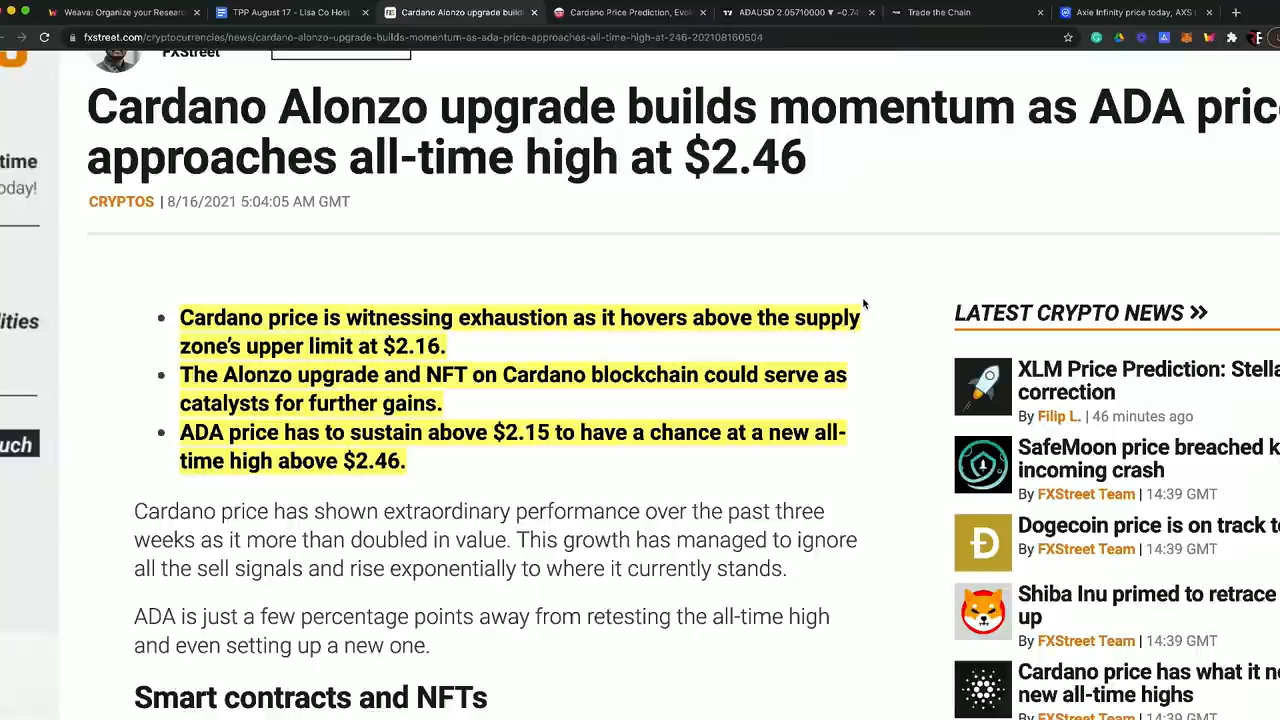 Weava: Organize your Resear
TPP August 17 - Lisa Co Host
Cardano Alonzo upgrade build
Cardano Price Prediction, Evol
ADAUSD 2.05710000 ▼ −0.74
Trade the Chain
Axie Infinity price today, AXS
fxstreet.com/cryptocurrencies/news/cardano-alonzo-upgrade-builds-momentum-as-ada-price-approaches-all-time-high-at-246-202108160504
FXStreet
Cardano Alonzo upgrade builds momentum as ADA pric
approaches all-time high at $2.46
CRYPTOS | 8/16/2021 5:04:05 AM GMT
time
oday!
lities
uch
• Cardano price is witnessing exhaustion as it hovers above the supply
zone's upper limit at $2.16.
• The Alonzo upgrade and NFT on Cardano blockchain could serve as
catalysts for further gains.
• ADA price has to sustain above $2.15 to have a chance at a new all-
time high above $2.46.
Cardano price has shown extraordinary performance over the past three
weeks as it more than doubled in value. This growth has managed to ignore
all the sell signals and rise exponentially to where it currently stands.
ADA is just a few percentage points away from retesting the all-time high
and even setting up a new one.
Smart contracts and NFTs
LATEST CRYPTO NEWS >>
XLM Price Prediction: Stella
correction
By Filip L. | 46 minutes ago
SafeMoon price breached k
incoming crash
By FXStreet Team | 14:39 GMT
Dogecoin price is on track t
By FXStreet Team | 14:39 GMT
Shiba Inu primed to retrace
up
By FXStreet Team | 14:39 GMT
Cardano price has what it n
new all-time highs
By FXStreet Team | 14:39 GMT